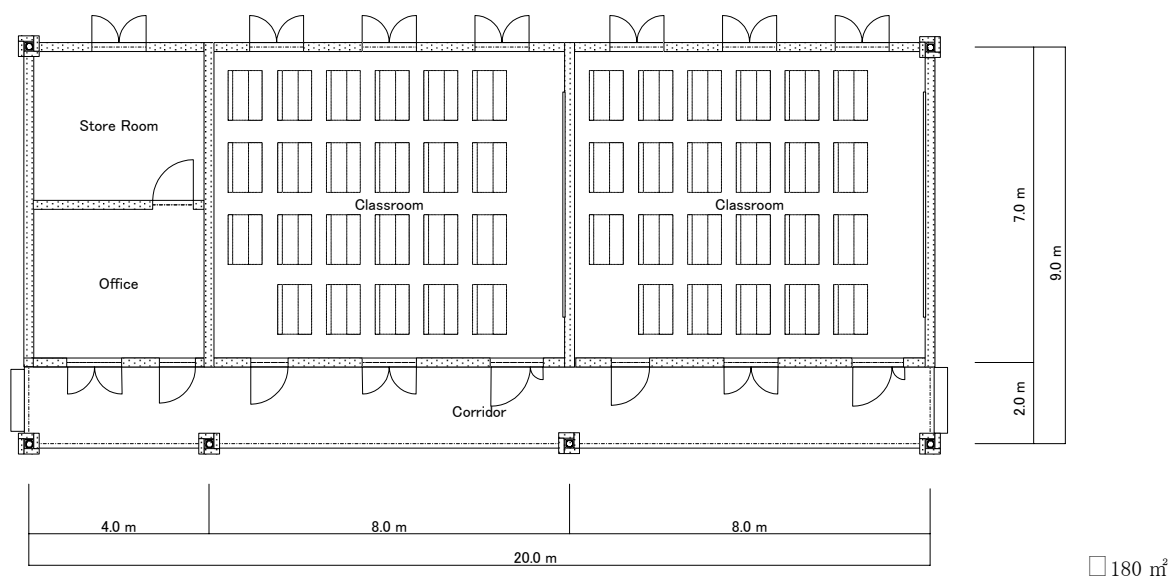 Store Room
Classroom
Classroom
Office
Corridor
7.0 m
9.0 m
2.0 m
4.0 m
8.0 m
8.0 m
20.0 m
□180 ㎡